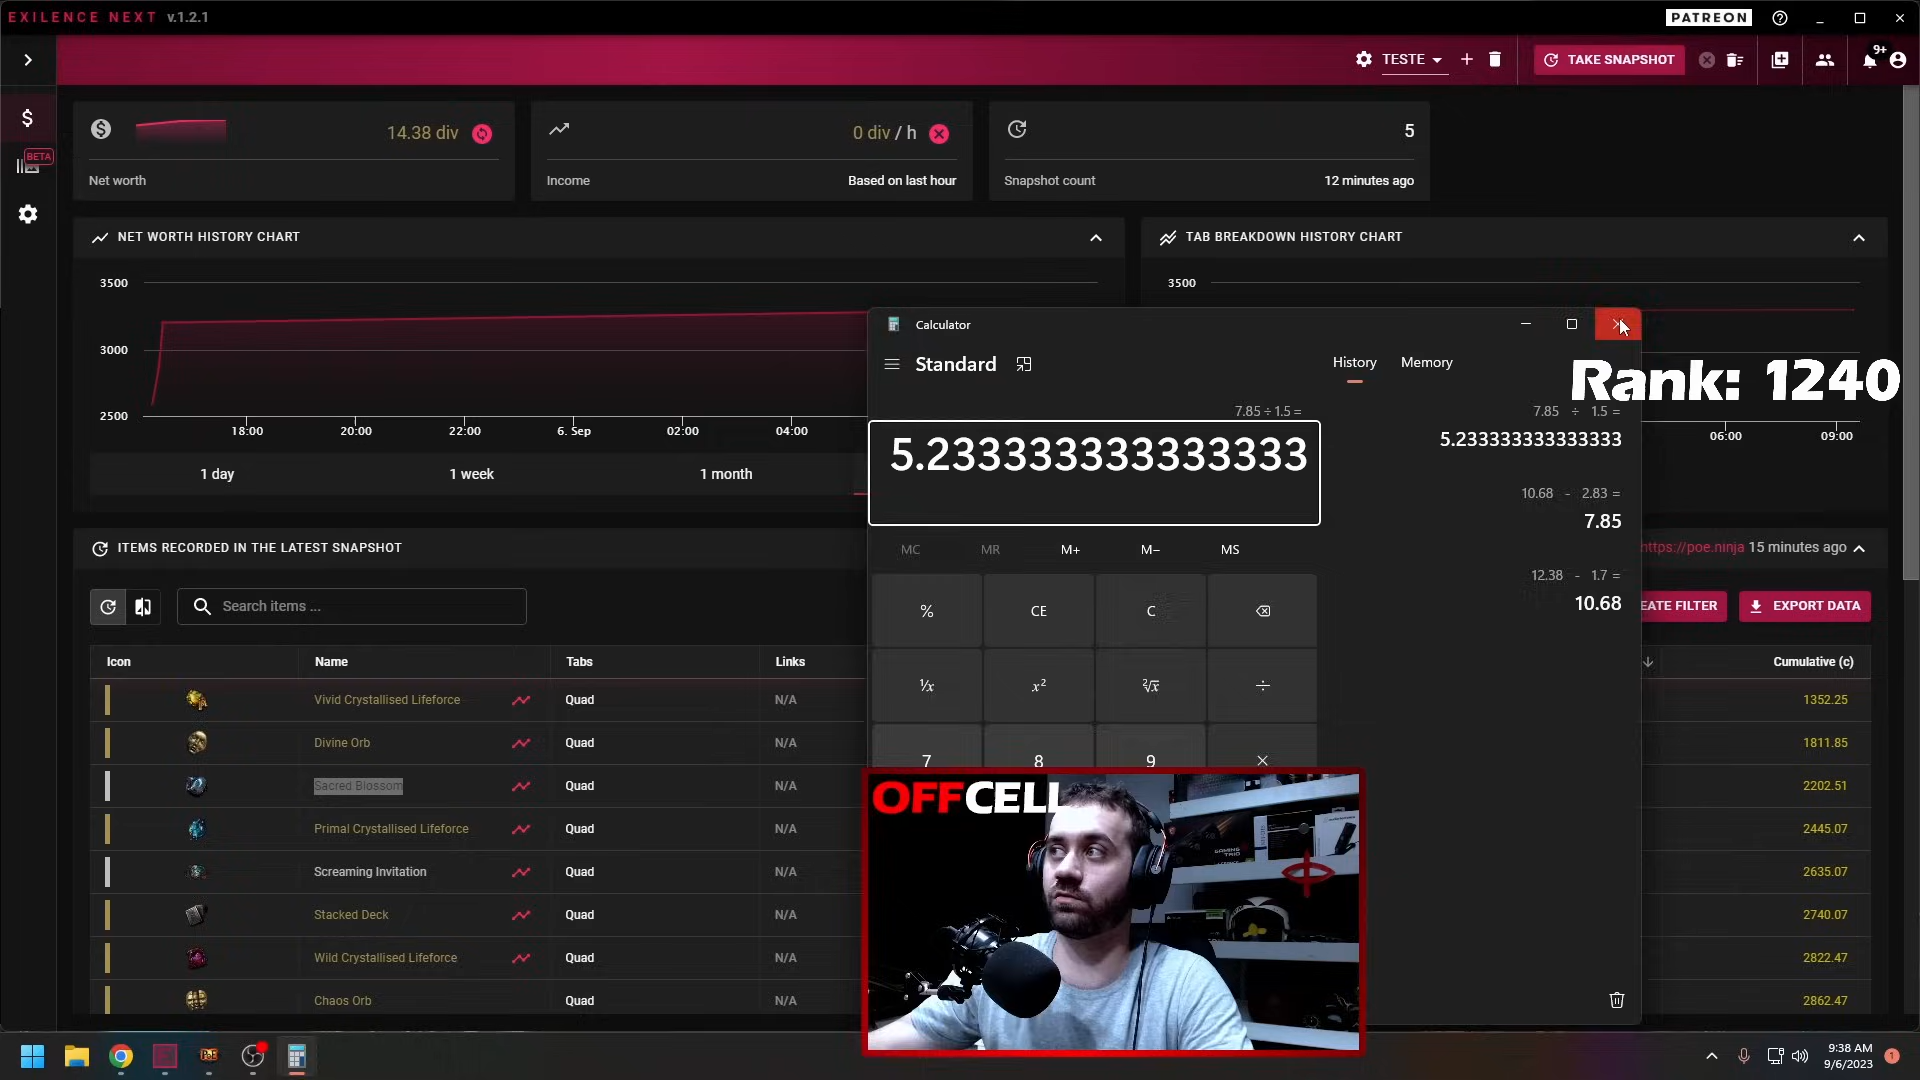 EXILENCE NEXT v.1.2.1
PATREON
TESTE
TAKE SNAPSHOT
9+
BETA
14.38 div
Net worth
0 div / h
Income
Based on last hour
5
Snapshot count
12 minutes ago
NET WORTH HISTORY CHART
3500
3000
2500
18:00
20:00
22:00
6. Sep
02:00
04:00
1 day
1 week
1 month
TAB BREAKDOWN HISTORY CHART
3500
06:00
09:00
Rank: 1240
Calculator
Standard
History
Memory
7.85 ÷ 1.5 =
5.233333333333333
MC
MR
M+
M−
MS
%
CE
C
⅟x
x²
²√x
÷
7
8
9
×
7.85 ÷ 1.5 =
5.233333333333333
10.68 - 2.83 =
7.85
12.38 - 1.7 =
10.68
ITEMS RECORDED IN THE LATEST SNAPSHOT
https://poe.ninja 15 minutes ago
Search items ...
EATE FILTER
EXPORT DATA
Icon
Name
Tabs
Links
Cumulative (c)
Vivid Crystallised Lifeforce
Quad
N/A
1352.25
Divine Orb
Quad
N/A
1811.85
Sacred Blossom
Quad
N/A
2202.51
Primal Crystallised Lifeforce
Quad
N/A
2445.07
Screaming Invitation
Quad
N/A
2635.07
Stacked Deck
Quad
N/A
2740.07
Wild Crystallised Lifeforce
Quad
N/A
2822.47
Chaos Orb
Quad
N/A
2862.47
OFFCELL
9:38 AM
9/6/2023
1